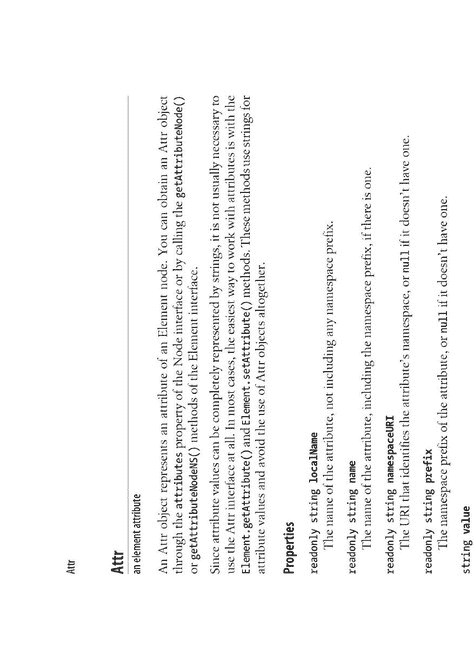 Attr
Attr
an element attribute
An Attr object represents an attribute of an Element node. You can obtain an Attr object
through the attributes property of the Node interface or by calling the getAttributeNode()
or getAttributeNodeNS() methods of the Element interface.
Since attribute values can be completely represented by strings, it is not usually necessary to
use the Attr interface at all. In most cases, the easiest way to work with attributes is with the
Element.getAttribute() and Element.setAttribute() methods. These methods use strings for
attribute values and avoid the use of Attr objects altogether.
Properties
readonly string localName
The name of the attribute, not including any namespace prefix.
readonly string name
The name of the attribute, including the namespace prefix, if there is one.
readonly string namespaceURI
The URI that identifies the attribute's namespace, or null if it doesn't have one.
readonly string prefix
The namespace prefix of the attribute, or null if it doesn't have one.
string value